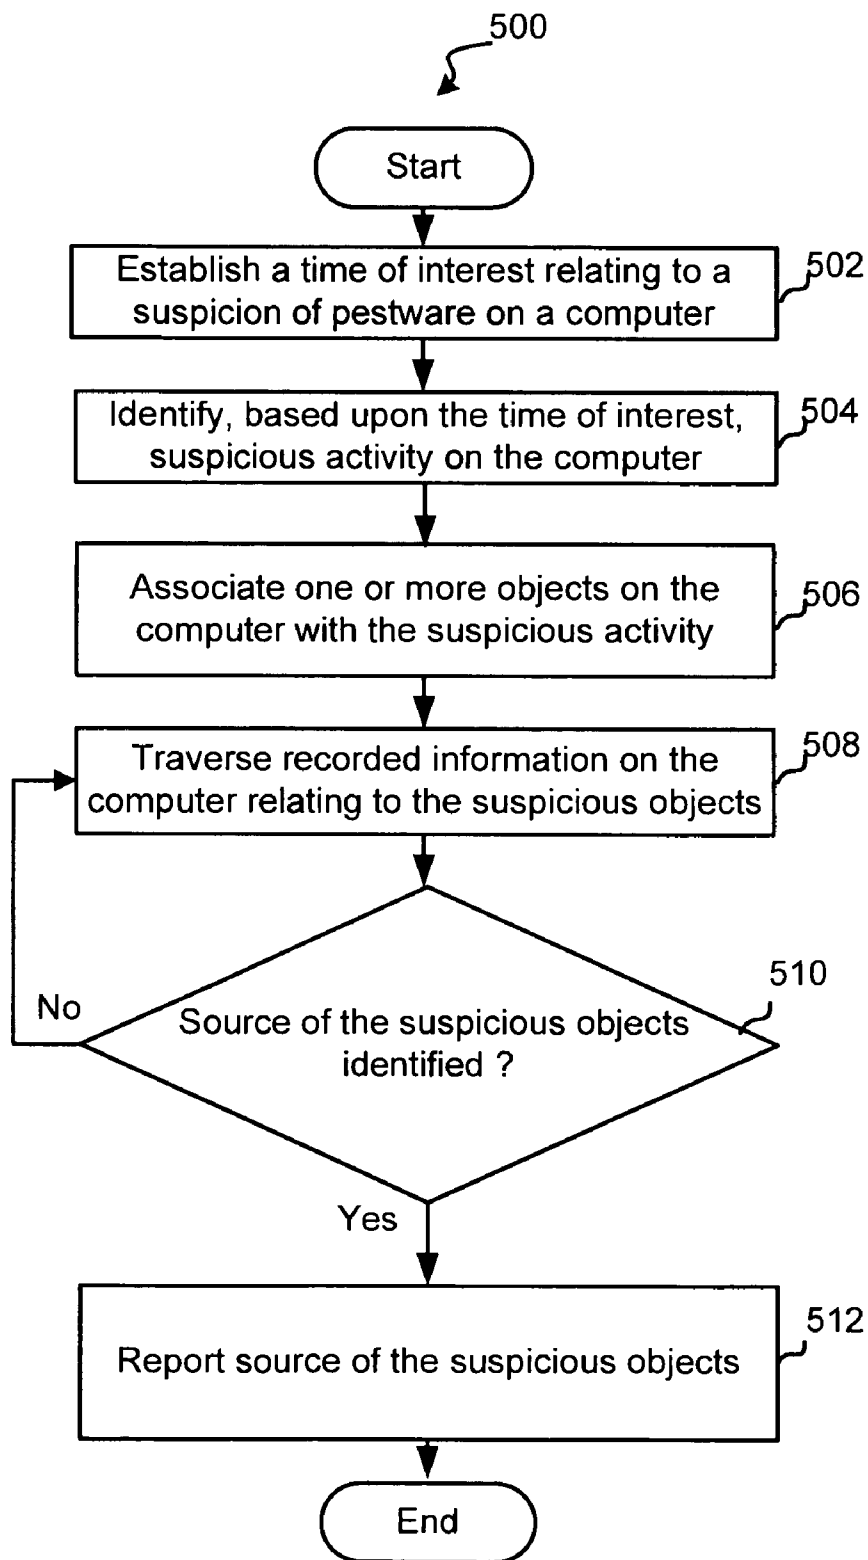 500
Start
Establish a time of interest relating to a
suspicion of pestware on a computer
502
Identify, based upon the time of interest,
suspicious activity on the computer
504
Associate one or more objects on the
computer with the suspicious activity
506
Traverse recorded information on the
computer relating to the suspicious objects
508
Source of the suspicious objects
identified ?
510
No
Yes
Report source of the suspicious objects
512
End